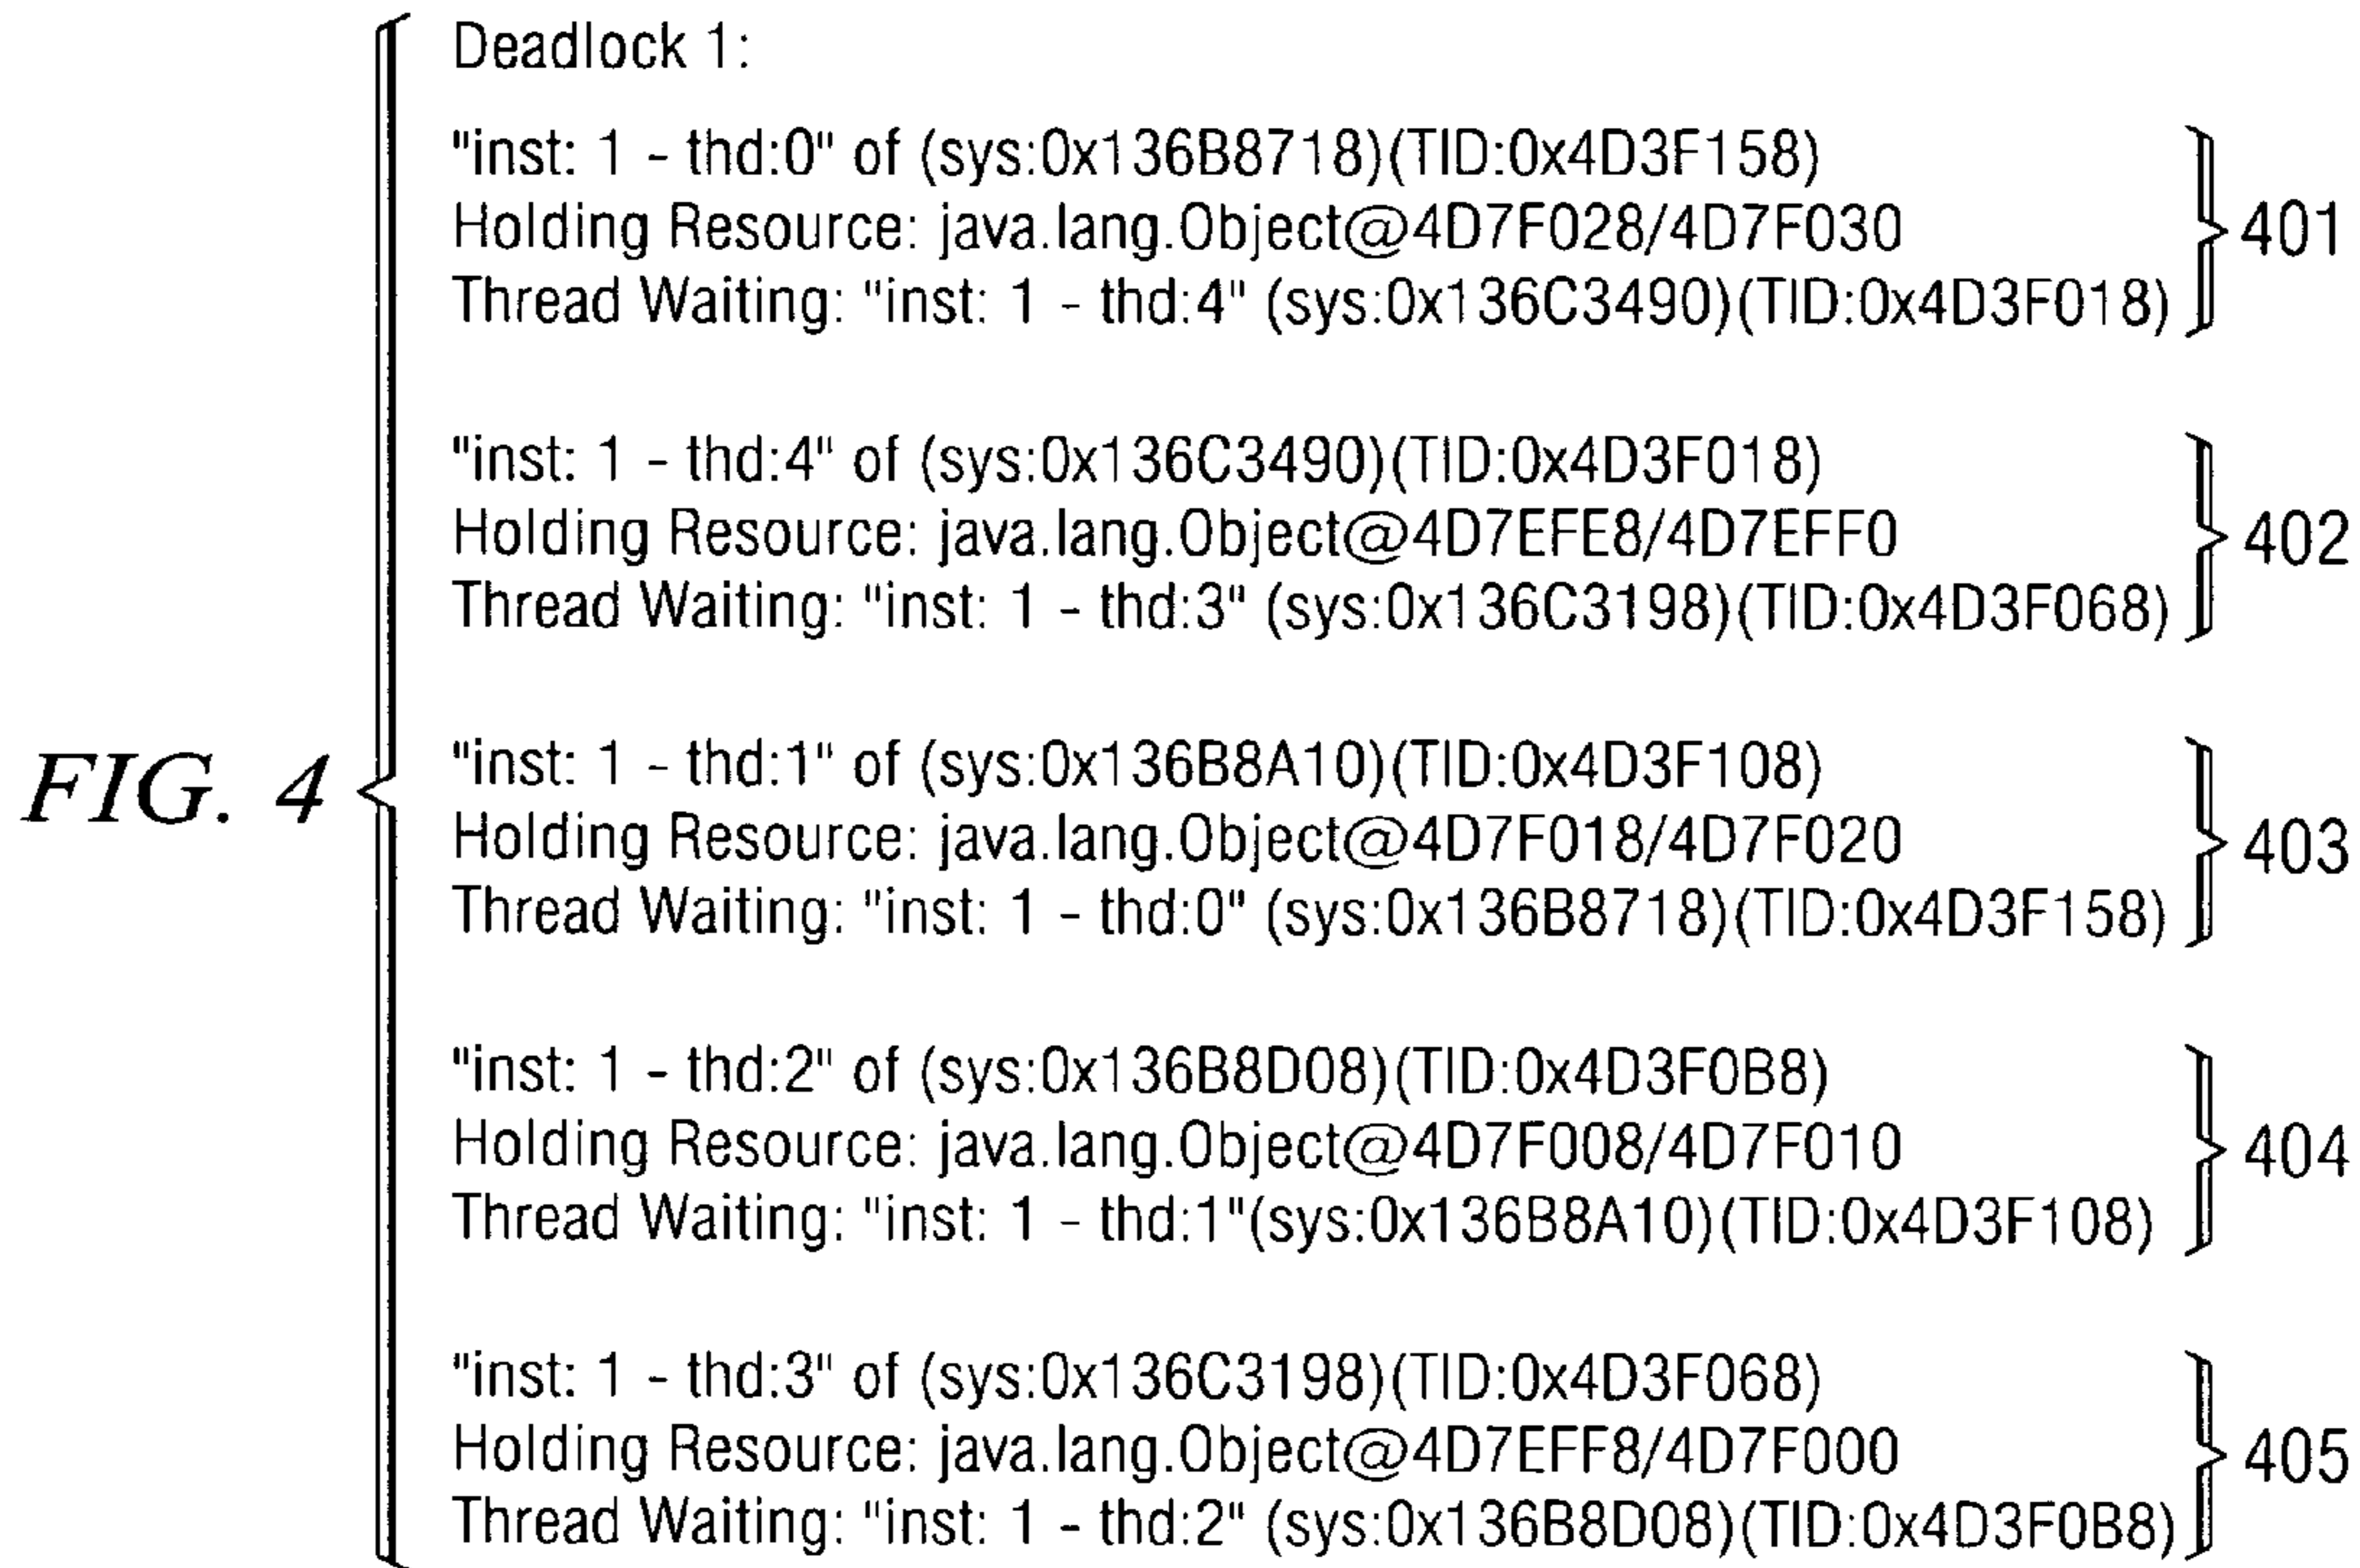 Deadlock 1:
"inst: 1 - thd:0" of (sys:0x136B8718)(TID:0x4D3F158)
Holding Resource: java.lang.Object@4D7F028/4D7F030
Thread Waiting: "inst: 1 - thd:4" (sys:0x136C3490)(TID:0x4D3F018)
401
"inst: 1 - thd:4" of (sys:0x136C3490)(TID:0x4D3F018)
Holding Resource: java.lang.Object@4D7EFE8/4D7EFF0
Thread Waiting: "inst: 1 - thd:3" (sys:0x136C3198)(TID:0x4D3F068)
402
FIG. 4
"inst: 1 - thd:1" of (sys:0x136B8A10)(TID:0x4D3F108)
Holding Resource: java.lang.Object@4D7F018/4D7F020
Thread Waiting: "inst: 1 - thd:0" (sys:0x136B8718)(TID:0x4D3F158)
403
"inst: 1 - thd:2" of (sys:0x136B8D08)(TID:0x4D3F0B8)
Holding Resource: java.lang.Object@4D7F008/4D7F010
Thread Waiting: "inst: 1 - thd:1"(sys:0x136B8A10)(TID:0x4D3F108)
404
"inst: 1 - thd:3" of (sys:0x136C3198)(TID:0x4D3F068)
Holding Resource: java.lang.Object@4D7EFF8/4D7F000
Thread Waiting: "inst: 1 - thd:2" (sys:0x136B8D08)(TID:0x4D3F0B8)
405